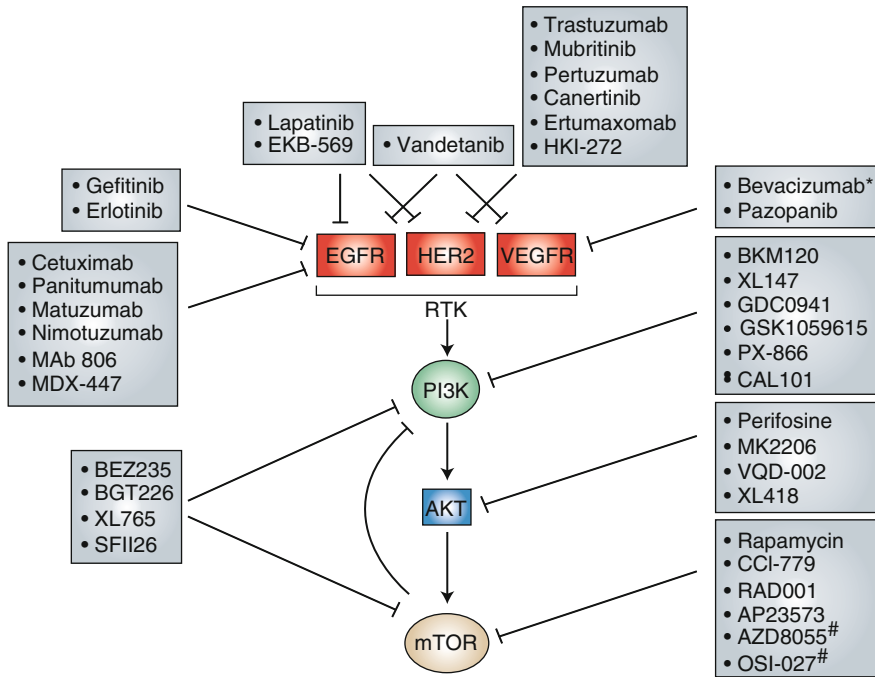 • Trastuzumab
• Mubritinib
• Pertuzumab
• Canertinib
• Ertumaxomab
• HKI-272
• Lapatinib
• EKB-569
• Vandetanib
• Gefitinib
• Erlotinib
• Bevacizumab*
• Pazopanib
• Cetuximab
• Panitumumab
• Matuzumab
• Nimotuzumab
• MAb 806
• MDX-447
EGFR
HER2
VEGFR
RTK
• BKM120
• XL147
• GDC0941
• GSK1059615
• PX-866
• CAL101
PI3K
• Perifosine
• MK2206
• VQD-002
• XL418
• BEZ235
• BGT226
• XL765
• SFII26
AKT
• Rapamycin
• CCI-779
• RAD001
• AP23573
• AZD8055#
• OSI-027#
mTOR